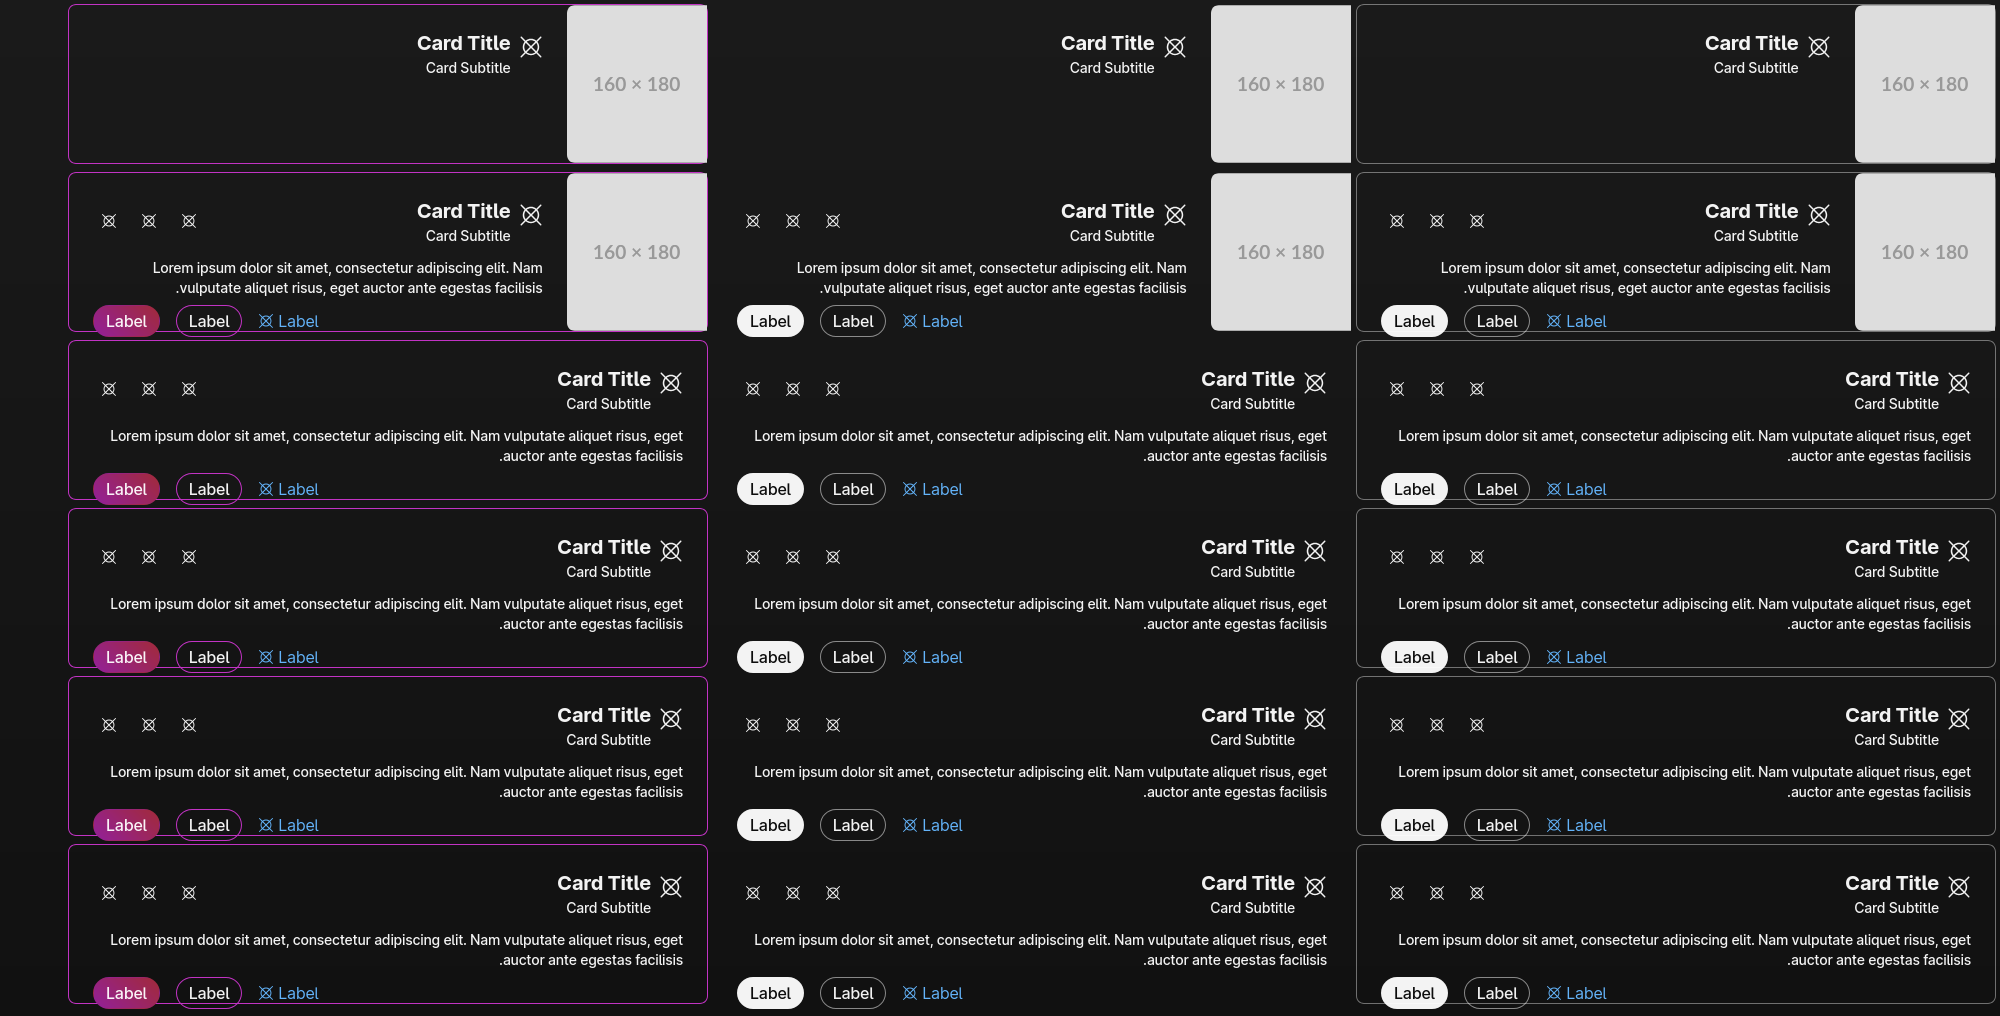 Card Title
Card Subtitle
160 × 180
Card Title
Card Subtitle
160 × 180
Card Title
Card Subtitle
160 × 180
Card Title
Card Subtitle
Lorem ipsum dolor sit amet, consectetur adipiscing elit. Nam
.vulputate aliquet risus, eget auctor ante egestas facilisis
Label Label Label
160 × 180
Card Title
Card Subtitle
Lorem ipsum dolor sit amet, consectetur adipiscing elit. Nam
.vulputate aliquet risus, eget auctor ante egestas facilisis
Label Label Label
160 × 180
Card Title
Card Subtitle
Lorem ipsum dolor sit amet, consectetur adipiscing elit. Nam
.vulputate aliquet risus, eget auctor ante egestas facilisis
Label Label Label
160 × 180
Card Title
Card Subtitle
Lorem ipsum dolor sit amet, consectetur adipiscing elit. Nam vulputate aliquet risus, eget
.auctor ante egestas facilisis
Label Label Label
Card Title
Card Subtitle
Lorem ipsum dolor sit amet, consectetur adipiscing elit. Nam vulputate aliquet risus, eget
.auctor ante egestas facilisis
Label Label Label
Card Title
Card Subtitle
Lorem ipsum dolor sit amet, consectetur adipiscing elit. Nam vulputate aliquet risus, eget
.auctor ante egestas facilisis
Label Label Label
Card Title
Card Subtitle
Lorem ipsum dolor sit amet, consectetur adipiscing elit. Nam vulputate aliquet risus, eget
.auctor ante egestas facilisis
Label Label Label
Card Title
Card Subtitle
Lorem ipsum dolor sit amet, consectetur adipiscing elit. Nam vulputate aliquet risus, eget
.auctor ante egestas facilisis
Label Label Label
Card Title
Card Subtitle
Lorem ipsum dolor sit amet, consectetur adipiscing elit. Nam vulputate aliquet risus, eget
.auctor ante egestas facilisis
Label Label Label
Card Title
Card Subtitle
Lorem ipsum dolor sit amet, consectetur adipiscing elit. Nam vulputate aliquet risus, eget
.auctor ante egestas facilisis
Label Label Label
Card Title
Card Subtitle
Lorem ipsum dolor sit amet, consectetur adipiscing elit. Nam vulputate aliquet risus, eget
.auctor ante egestas facilisis
Label Label Label
Card Title
Card Subtitle
Lorem ipsum dolor sit amet, consectetur adipiscing elit. Nam vulputate aliquet risus, eget
.auctor ante egestas facilisis
Label Label Label
Card Title
Card Subtitle
Lorem ipsum dolor sit amet, consectetur adipiscing elit. Nam vulputate aliquet risus, eget
.auctor ante egestas facilisis
Label Label Label
Card Title
Card Subtitle
Lorem ipsum dolor sit amet, consectetur adipiscing elit. Nam vulputate aliquet risus, eget
.auctor ante egestas facilisis
Label Label Label
Card Title
Card Subtitle
Lorem ipsum dolor sit amet, consectetur adipiscing elit. Nam vulputate aliquet risus, eget
.auctor ante egestas facilisis
Label Label Label